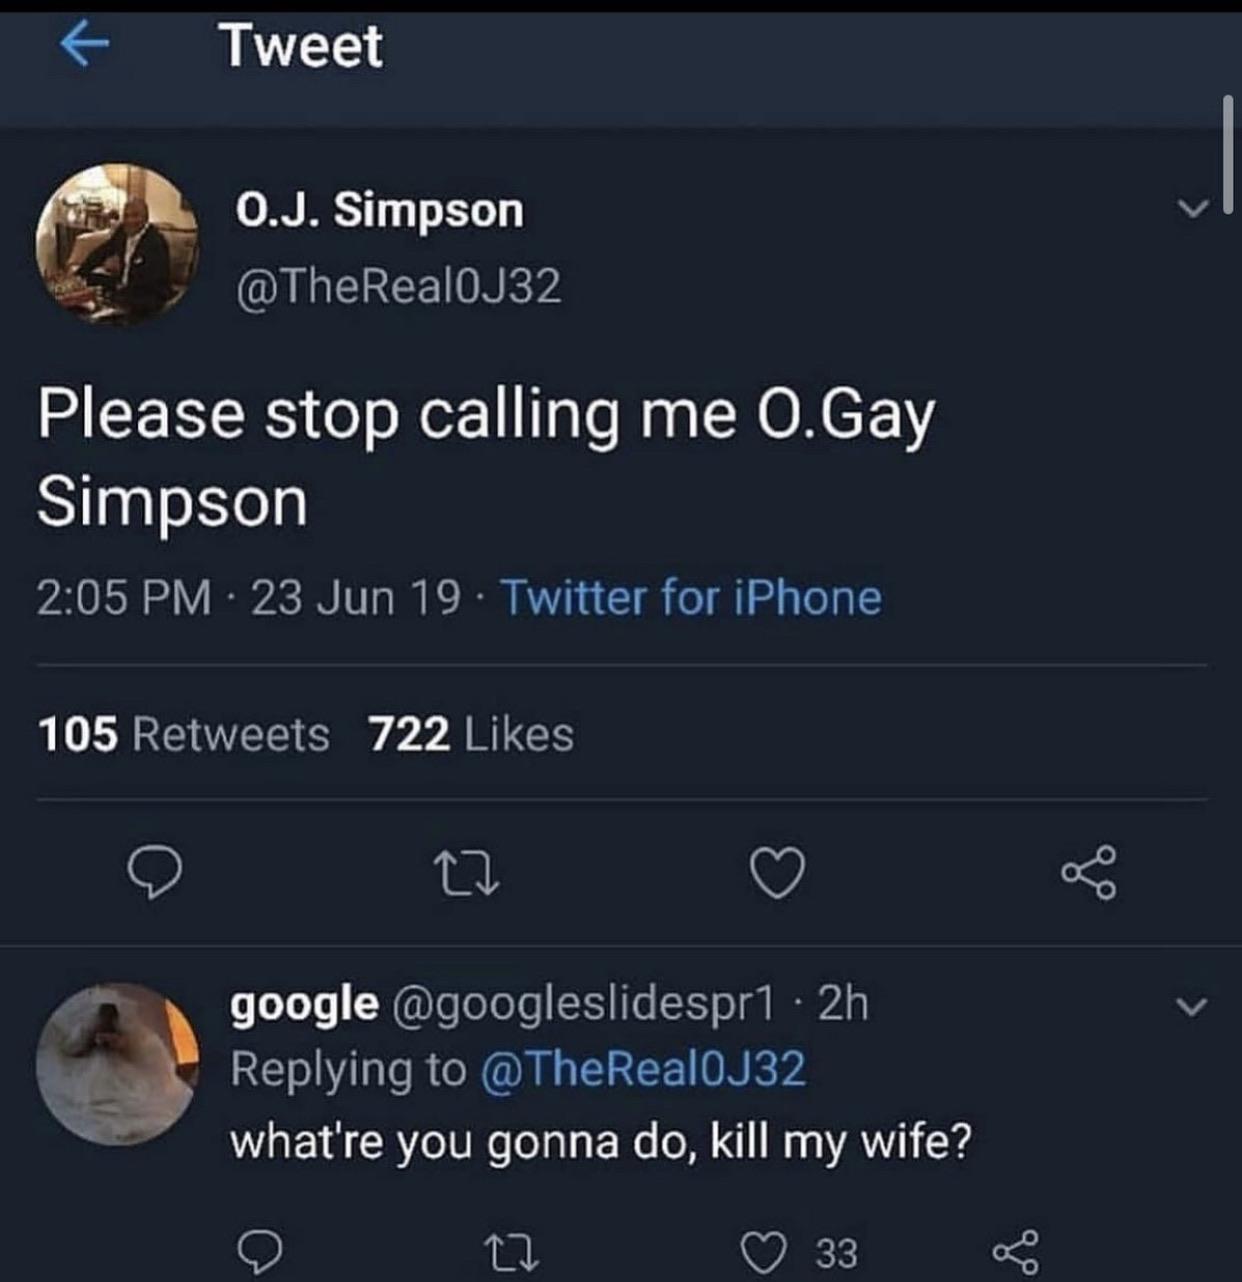 Tweet
O.J. Simpson
@TheReal0J32
Please stop calling me O.Gay
Simpson
2:05 PM · 23 Jun 19 · Twitter for iPhone
105 Retweets 722 Likes
google @googleslidespr1 · 2h
Replying to @TheReal0J32
what're you gonna do, kill my wife?
33